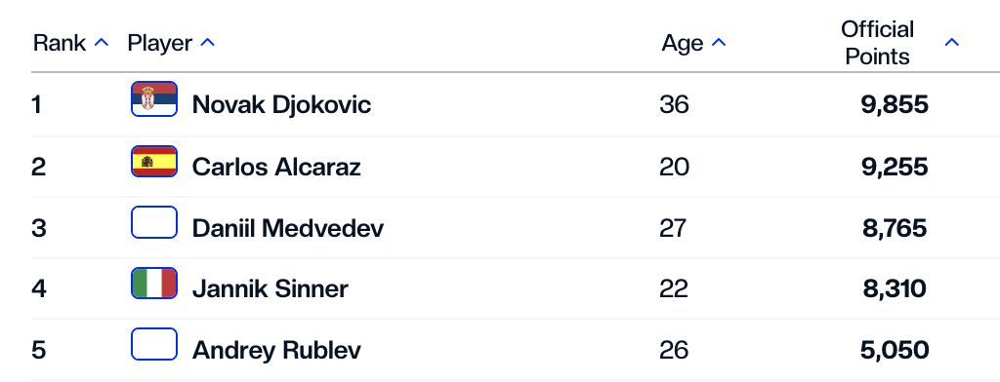 Rank Player Age Official Points
1 Novak Djokovic 36 9,855
2 Carlos Alcaraz 20 9,255
3 Daniil Medvedev 27 8,765
4 Jannik Sinner 22 8,310
5 Andrey Rublev 26 5,050